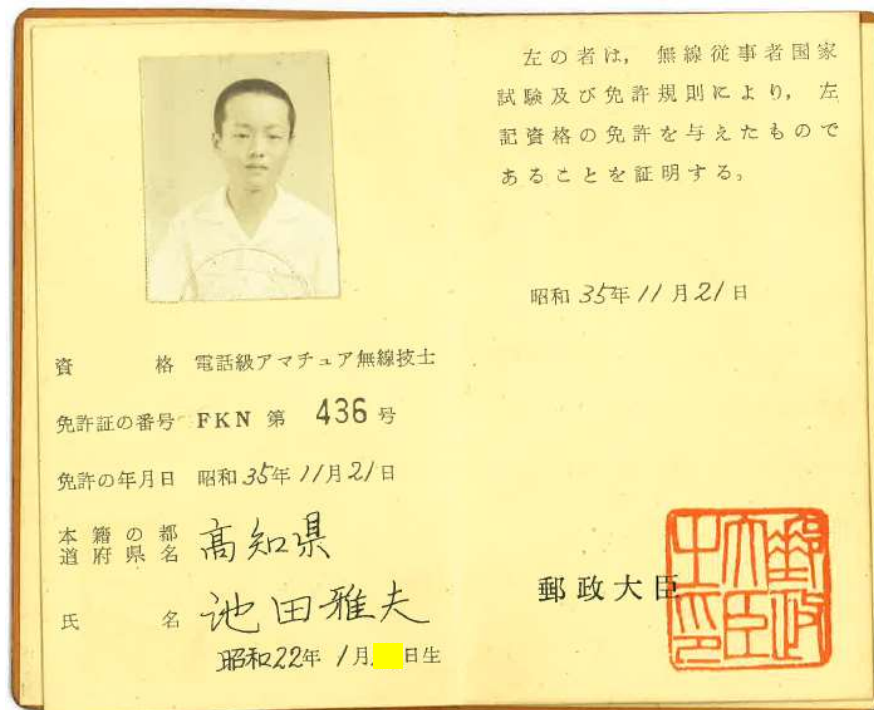 資格 電話級アマチュア無線技士
免許証の番号 FKN 第 436 号
免許の年月日 昭和35年11月21日
本籍の都道府県名 高知県
氏名 池田雅夫
昭和22年1月 日生
左の者は,無線従事者国家
試験及び免許規則により,左
記資格の免許を与えたもので
あることを証明する。
昭和35年11月21日
郵政大臣
郵政大臣之印